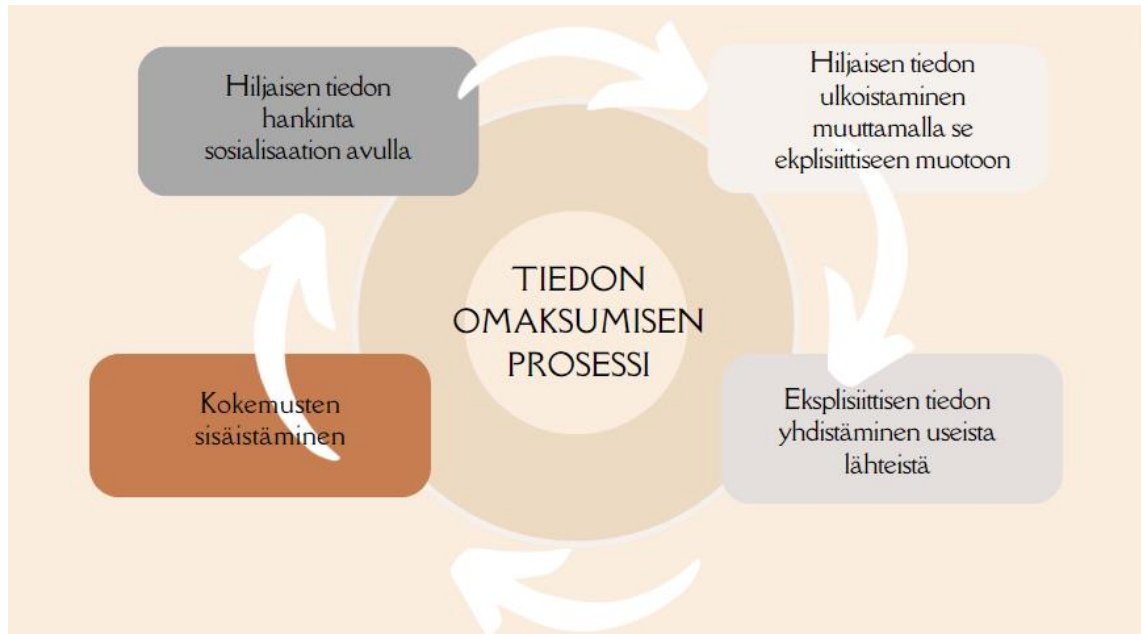 Hiljaisen tiedon
hankinta
sosialisaation avulla
Hiljaisen tiedon
ulkoistaminen
muuttamalla se
ekplisiittiseen muotoon
TIEDON
OMAKSUMISEN
PROSESSI
Kokemusten
sisäistäminen
Eksplisiittisen tiedon
yhdistäminen useista
lähteistä